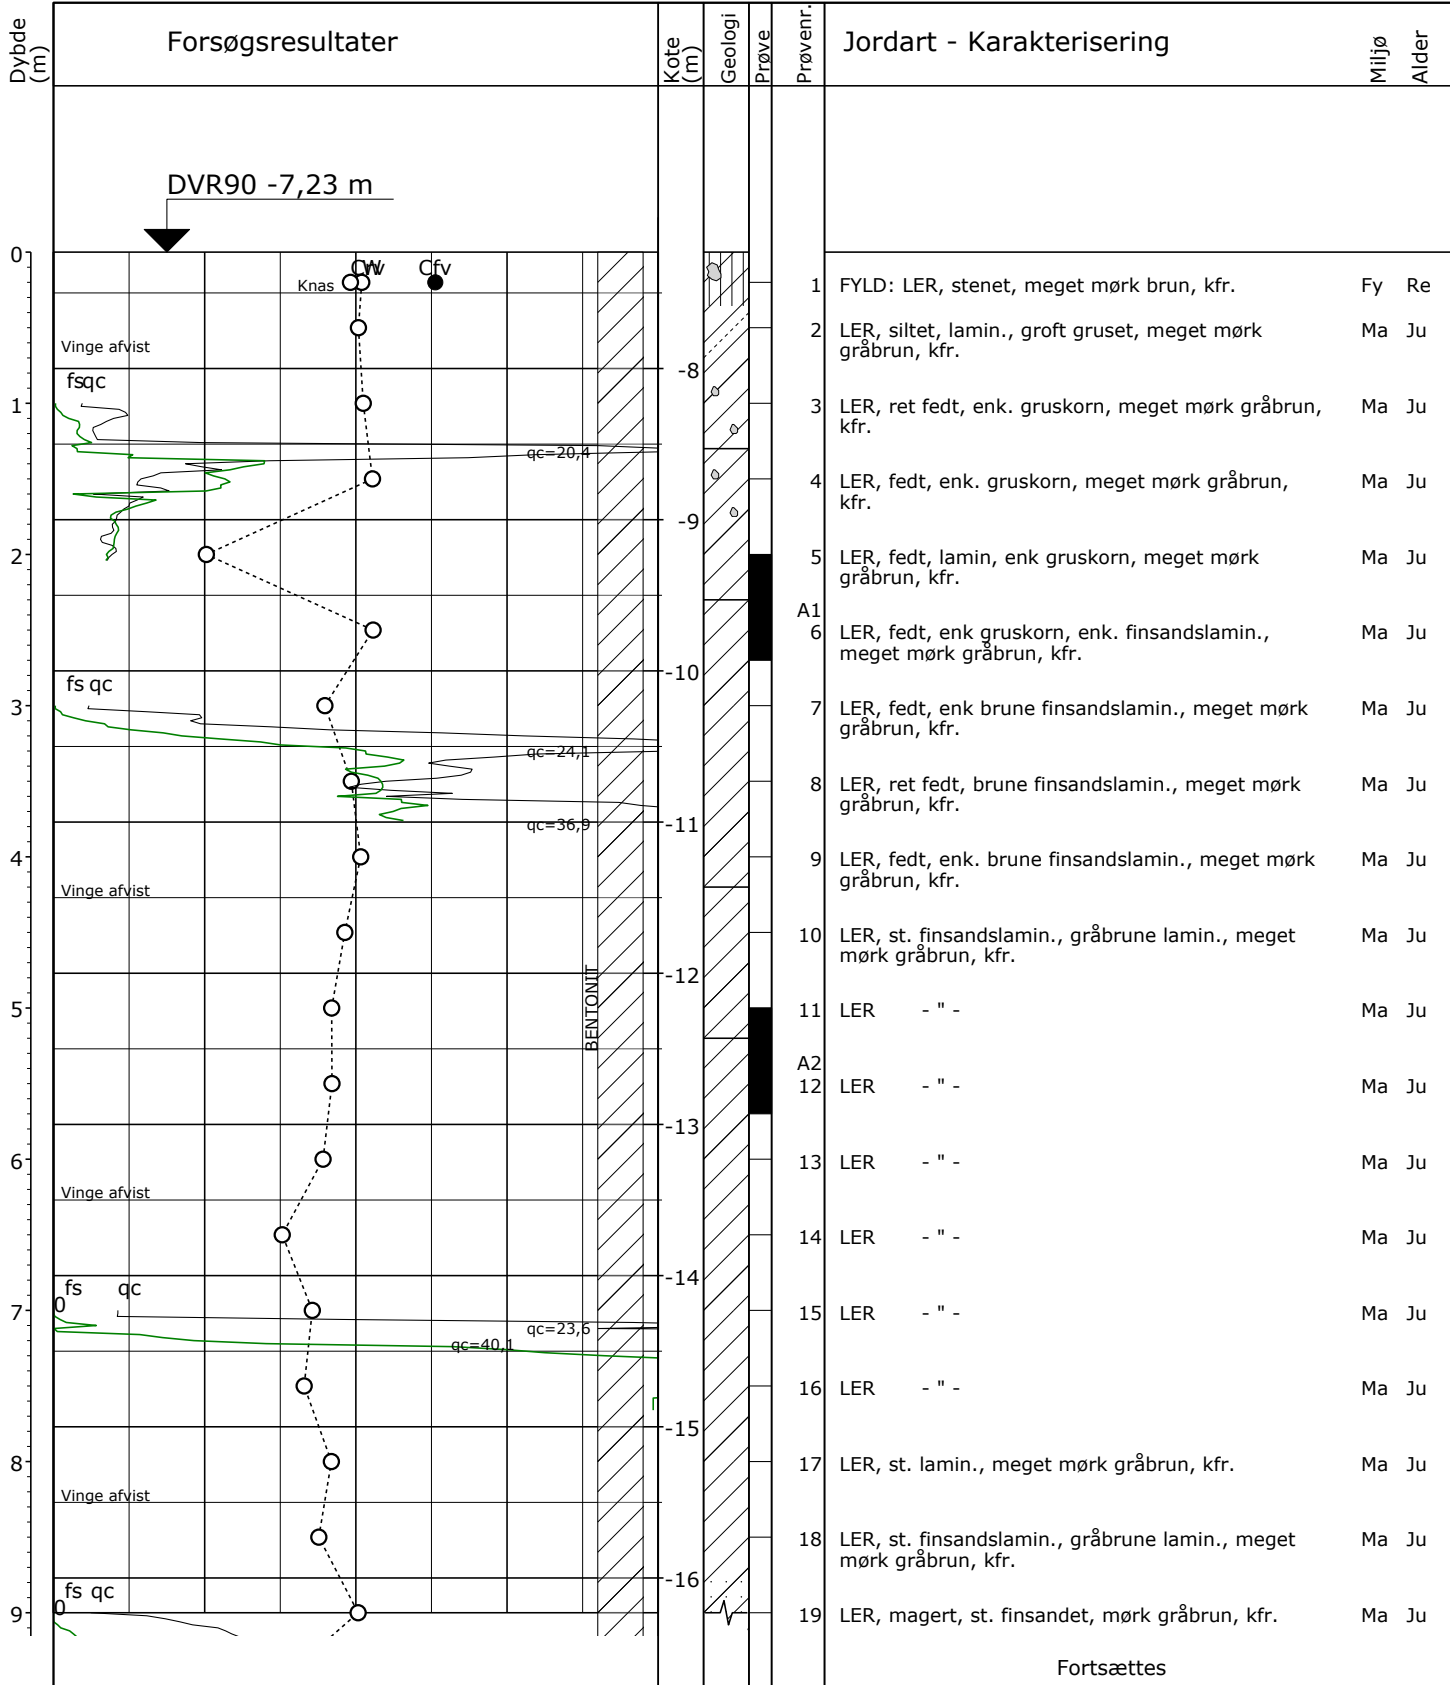 Dybde
(m)
Forsøgsresultater
Kote
(m)
Geologi
Prøve
Prøvenr.
Jordart - Karakterisering
Miljø
Alder
DVR90 -7,23 m
0
Cfv
Knas
1 FYLD: LER, stenet, meget mørk brun, kfr. Fy Re
2 LER, siltet, lamin., groft gruset, meget mørk Ma Ju
gråbrun, kfr.
Vinge afvist
-8
fs qc
1
3 LER, ret fedt, enk. gruskorn, meget mørk gråbrun, Ma Ju
kfr.
qc=20,4
4 LER, fedt, enk. gruskorn, meget mørk gråbrun, Ma Ju
kfr.
-9
2
5 LER, fedt, lamin, enk gruskorn, meget mørk Ma Ju
gråbrun, kfr.
A1
6 LER, fedt, enk gruskorn, enk. finsandslamin., Ma Ju
meget mørk gråbrun, kfr.
-10
fs qc
3
7 LER, fedt, enk brune finsandslamin., meget mørk Ma Ju
gråbrun, kfr.
qc=24,1
8 LER, ret fedt, brune finsandslamin., meget mørk Ma Ju
gråbrun, kfr.
qc=36,9
-11
4
9 LER, fedt, enk. brune finsandslamin., meget mørk Ma Ju
gråbrun, kfr.
Vinge afvist
10 LER, st. finsandslamin., gråbrune lamin., meget Ma Ju
mørk gråbrun, kfr.
-12
BENTONIT
5
11 LER - " - Ma Ju
A2
12 LER - " - Ma Ju
-13
6
13 LER - " - Ma Ju
Vinge afvist
14 LER - " - Ma Ju
-14
fs qc
0
7
15 LER - " - Ma Ju
qc=23,6
qc=40,1
16 LER - " - Ma Ju
-15
8
17 LER, st. lamin., meget mørk gråbrun, kfr. Ma Ju
Vinge afvist
18 LER, st. finsandslamin., gråbrune lamin., meget Ma Ju
mørk gråbrun, kfr.
-16
fs qc
0
9
19 LER, magert, st. finsandet, mørk gråbrun, kfr. Ma Ju
Fortsættes